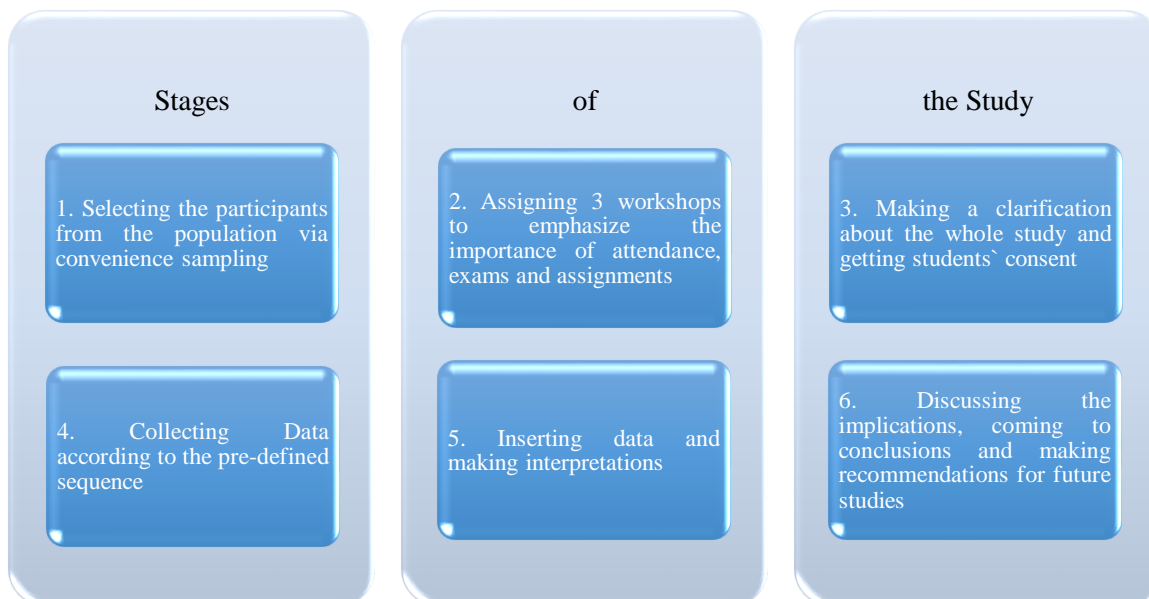 Stages of the Study
1. Selecting the participants
from the population via
convenience sampling
2. Assigning 3 workshops
to emphasize the
importance of attendance,
exams and assignments
3. Making a clarification
about the whole study and
getting students` consent
4. Collecting Data
according to the pre-defined
sequence
5. Inserting data and
making interpretations
6. Discussing the
implications, coming to
conclusions and making
recommendations for future
studies